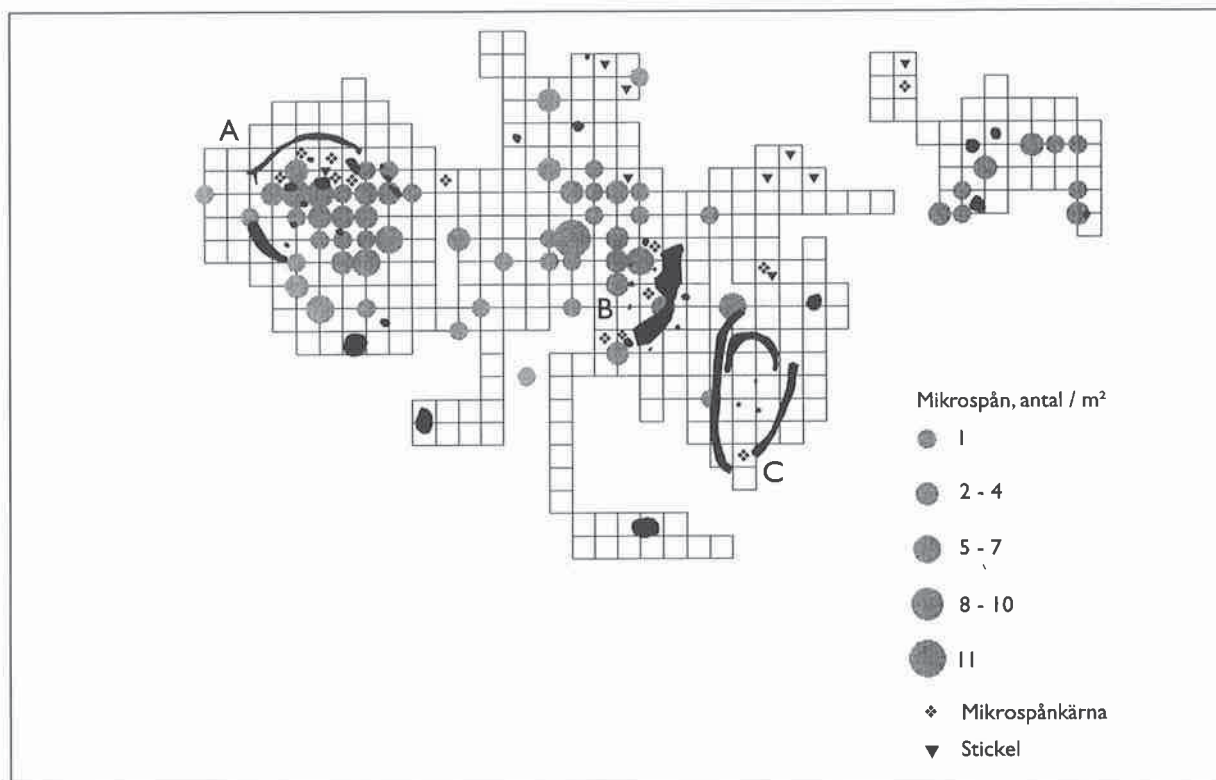 A
B
C
Mikrospån, antal / m²
1
2 - 4
5 - 7
8 - 10
11
Mikrospånkärna
Stickel